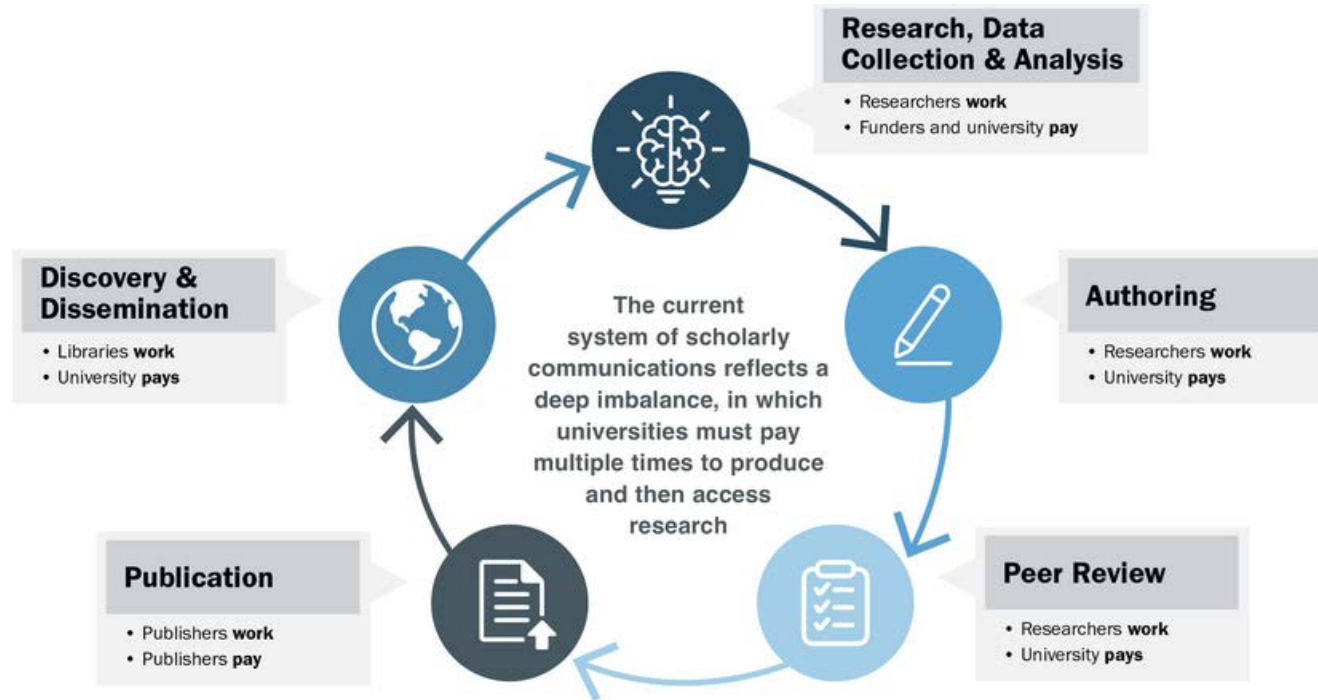 Research, Data
Collection & Analysis
• Researchers work
• Funders and university pay
Authoring
• Researchers work
• University pays
Peer Review
• Researchers work
• University pays
Publication
• Publishers work
• Publishers pay
Discovery &
Dissemination
• Libraries work
• University pays
The current
system of scholarly
communications reflects a
deep imbalance, in which
universities must pay
multiple times to produce
and then access
research